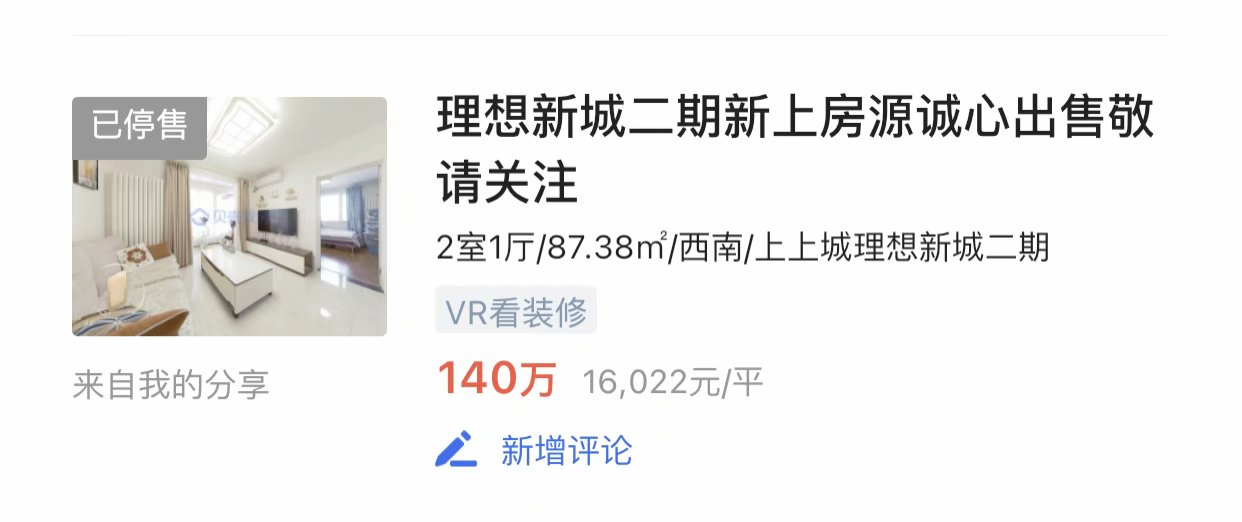 已停售
理想新城二期新上房源诚心出售敬
请关注
2室1厅/87.38㎡/西南/上上城理想新城二期
VR看装修
140万 16,022元/平
来自我的分享
新增评论